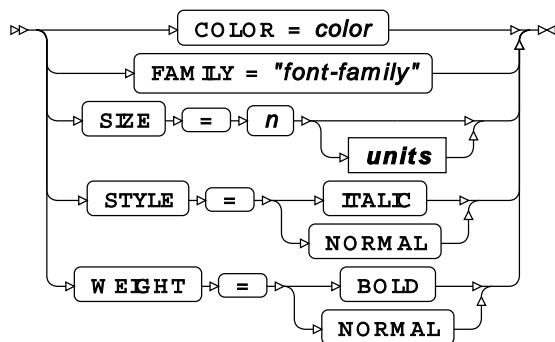 COLOR = color
FAMILY = "font-family"
SIZE = n
units
STYLE = ITALIC
NORMAL
WEIGHT = BOLD
NORMAL